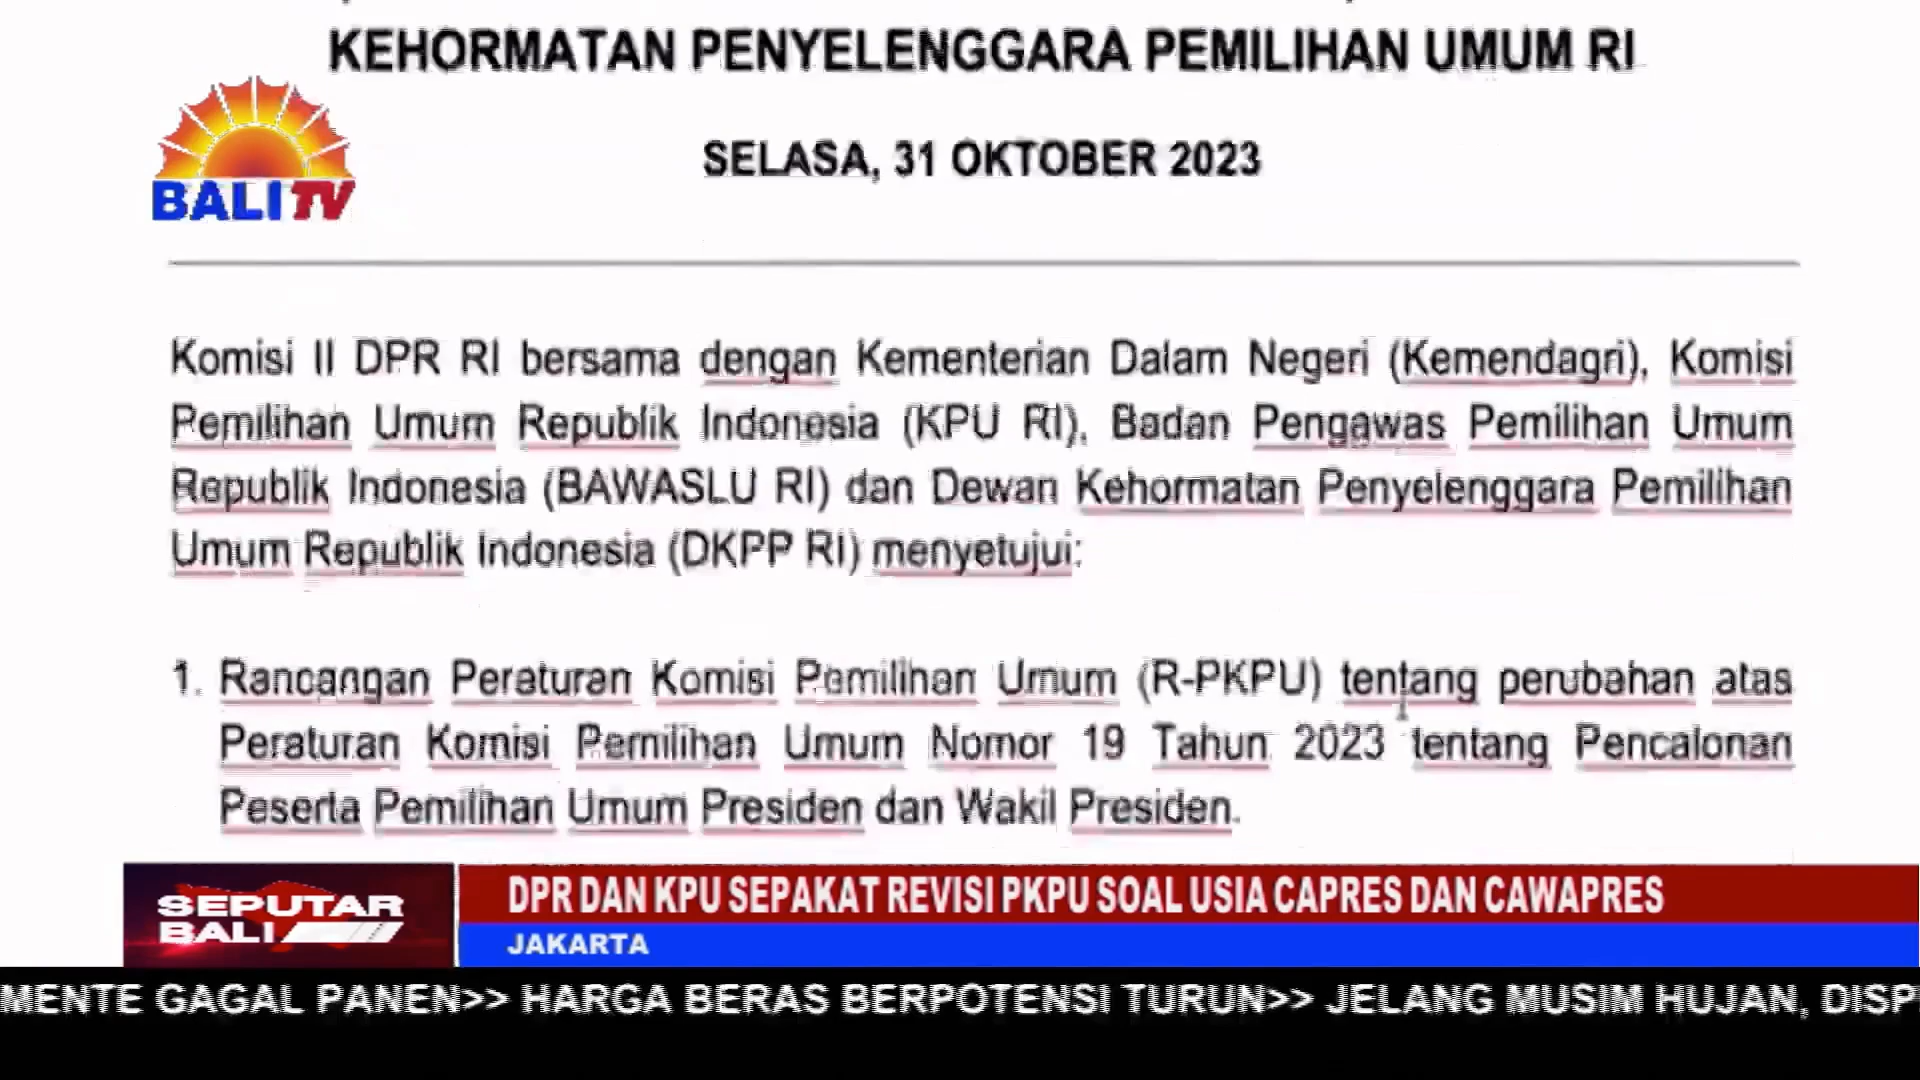 KEHORMATAN PENYELENGGARA PEMILIHAN UMUM RI
BALI TV
SELASA, 31 OKTOBER 2023
Komisi II DPR RI bersama dengan Kementerian Dalam Negeri (Kemendagri), Komisi
Pemilihan Umum Republik Indonesia (KPU RI), Badan Pengawas Pemilihan Umum
Republik Indonesia (BAWASLU RI) dan Dewan Kehormatan Penyelenggara Pemilihan
Umum Republik Indonesia (DKPP RI) menyetujui:
1. Rancangan Peraturan Komisi Pemilihan Umum (R-PKPU) tentang perubahan atas
Peraturan Komisi Pemilihan Umum Nomor 19 Tahun 2023 tentang Pencalonan
Peserta Pemilihan Umum Presiden dan Wakil Presiden.
SEPUTAR
BALI
DPR DAN KPU SEPAKAT REVISI PKPU SOAL USIA CAPRES DAN CAWAPRES
JAKARTA
MENTE GAGAL PANEN>> HARGA BERAS BERPOTENSI TURUN>> JELANG MUSIM HUJAN, DISP